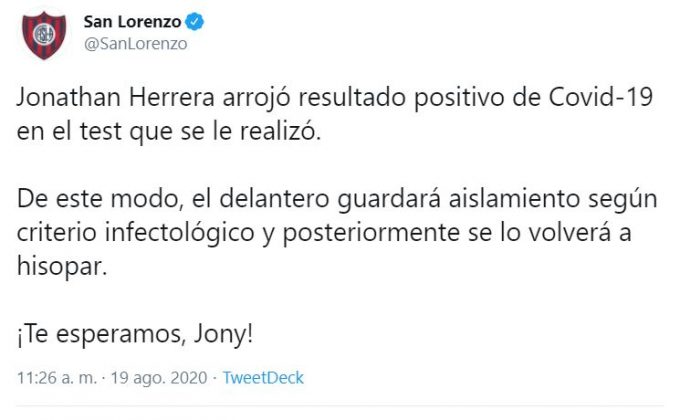 San Lorenzo
@SanLorenzo
Jonathan Herrera arrojó resultado positivo de Covid-19
en el test que se le realizó.
De este modo, el delantero guardará aislamiento según
criterio infectológico y posteriormente se lo volverá a
hisopar.
¡Te esperamos, Jony!
11:26 a. m. · 19 ago. 2020 · TweetDeck